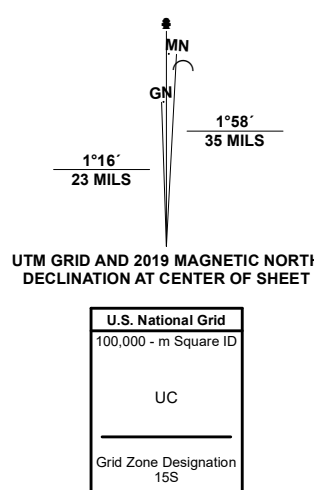 MN
GN
1°58´
35 MILS
1°16´
23 MILS
UTM GRID AND 2019 MAGNETIC NORTH
DECLINATION AT CENTER OF SHEET
U.S. National Grid
100,000 - m Square ID
UC
Grid Zone Designation
15S